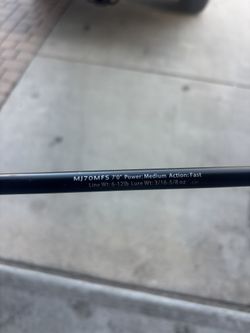 MJ70MFS 7'0" Power: Medium Action: Fast
Line Wt: 6-12lb Lure Wt: 3/16-5/8 oz